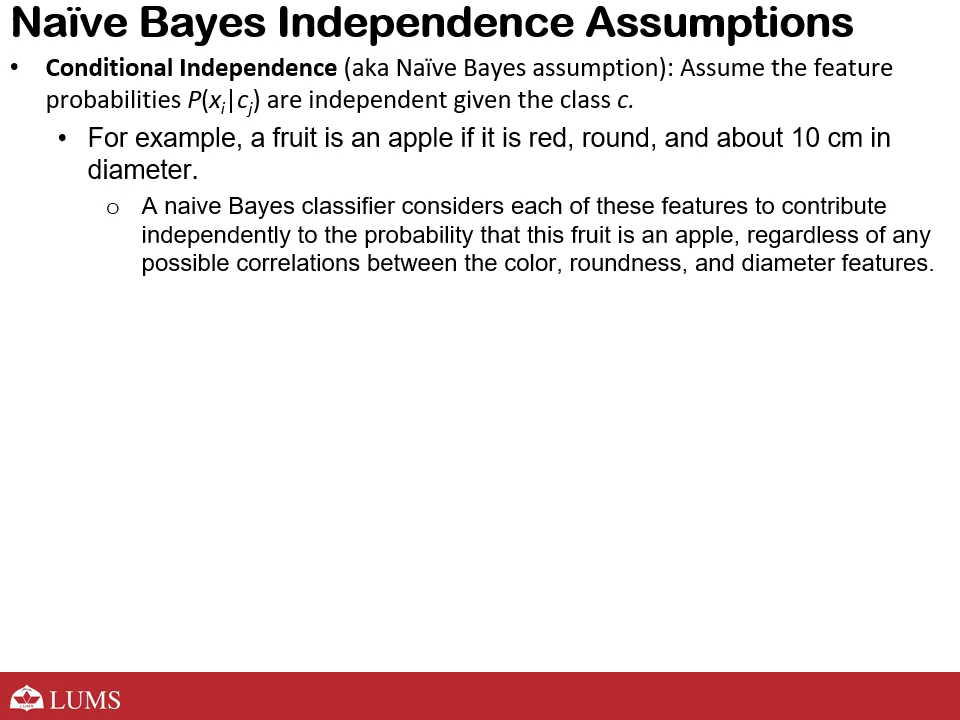 Naïve Bayes Independence Assumptions
• Conditional Independence (aka Naïve Bayes assumption): Assume the feature
probabilities P(xi|cj) are independent given the class c.
• For example, a fruit is an apple if it is red, round, and about 10 cm in
diameter.
o A naive Bayes classifier considers each of these features to contribute
independently to the probability that this fruit is an apple, regardless of any
possible correlations between the color, roundness, and diameter features.
LUMS